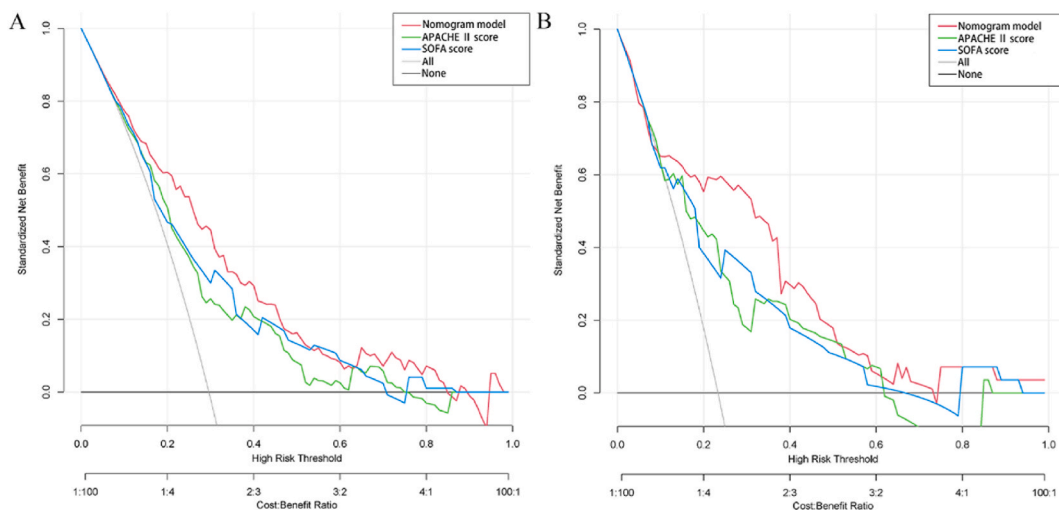 A
Nomogram model
APACHE II score
SOFA score
All
None
Standardized Net Benefit
1.0
0.8
0.6
0.4
0.2
0.0
0.0 0.2 0.4 0.6 0.8 1.0
High Risk Threshold
1:100 1:4 2:3 3:2 4:1 100:1
Cost:Benefit Ratio
B
Nomogram model
APACHE II score
SOFA score
All
None
Standardized Net Benefit
1.0
0.8
0.6
0.4
0.2
0.0
0.0 0.2 0.4 0.6 0.8 1.0
High Risk Threshold
1:100 1:4 2:3 3:2 4:1 100:1
Cost:Benefit Ratio